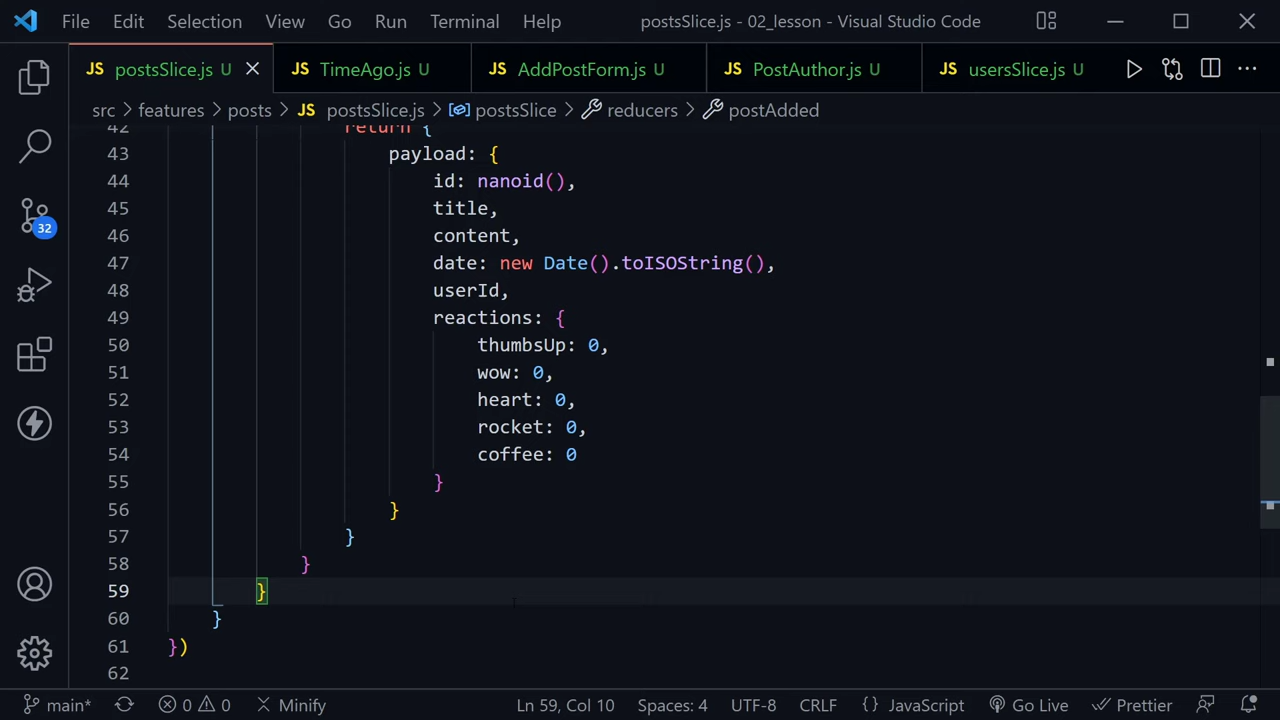 File Edit Selection View Go Run Terminal Help postsSlice.js - 02_lesson - Visual Studio Code
JS postsSlice.js U JS TimeAgo.js U JS AddPostForm.js U JS PostAuthor.js U JS usersSlice.js U
src > features > posts > JS postsSlice.js > postsSlice > reducers > postAdded
42 return {
43 payload: {
44 id: nanoid(),
45 title,
46 content,
47 date: new Date().toISOString(),
48 userId,
49 reactions: {
50 thumbsUp: 0,
51 wow: 0,
52 heart: 0,
53 rocket: 0,
54 coffee: 0
55 }
56 }
57 }
58 }
59 }
60 }
61 })
62
32
main* 0 0 Minify Ln 59, Col 10 Spaces: 4 UTF-8 CRLF {} JavaScript Go Live Prettier